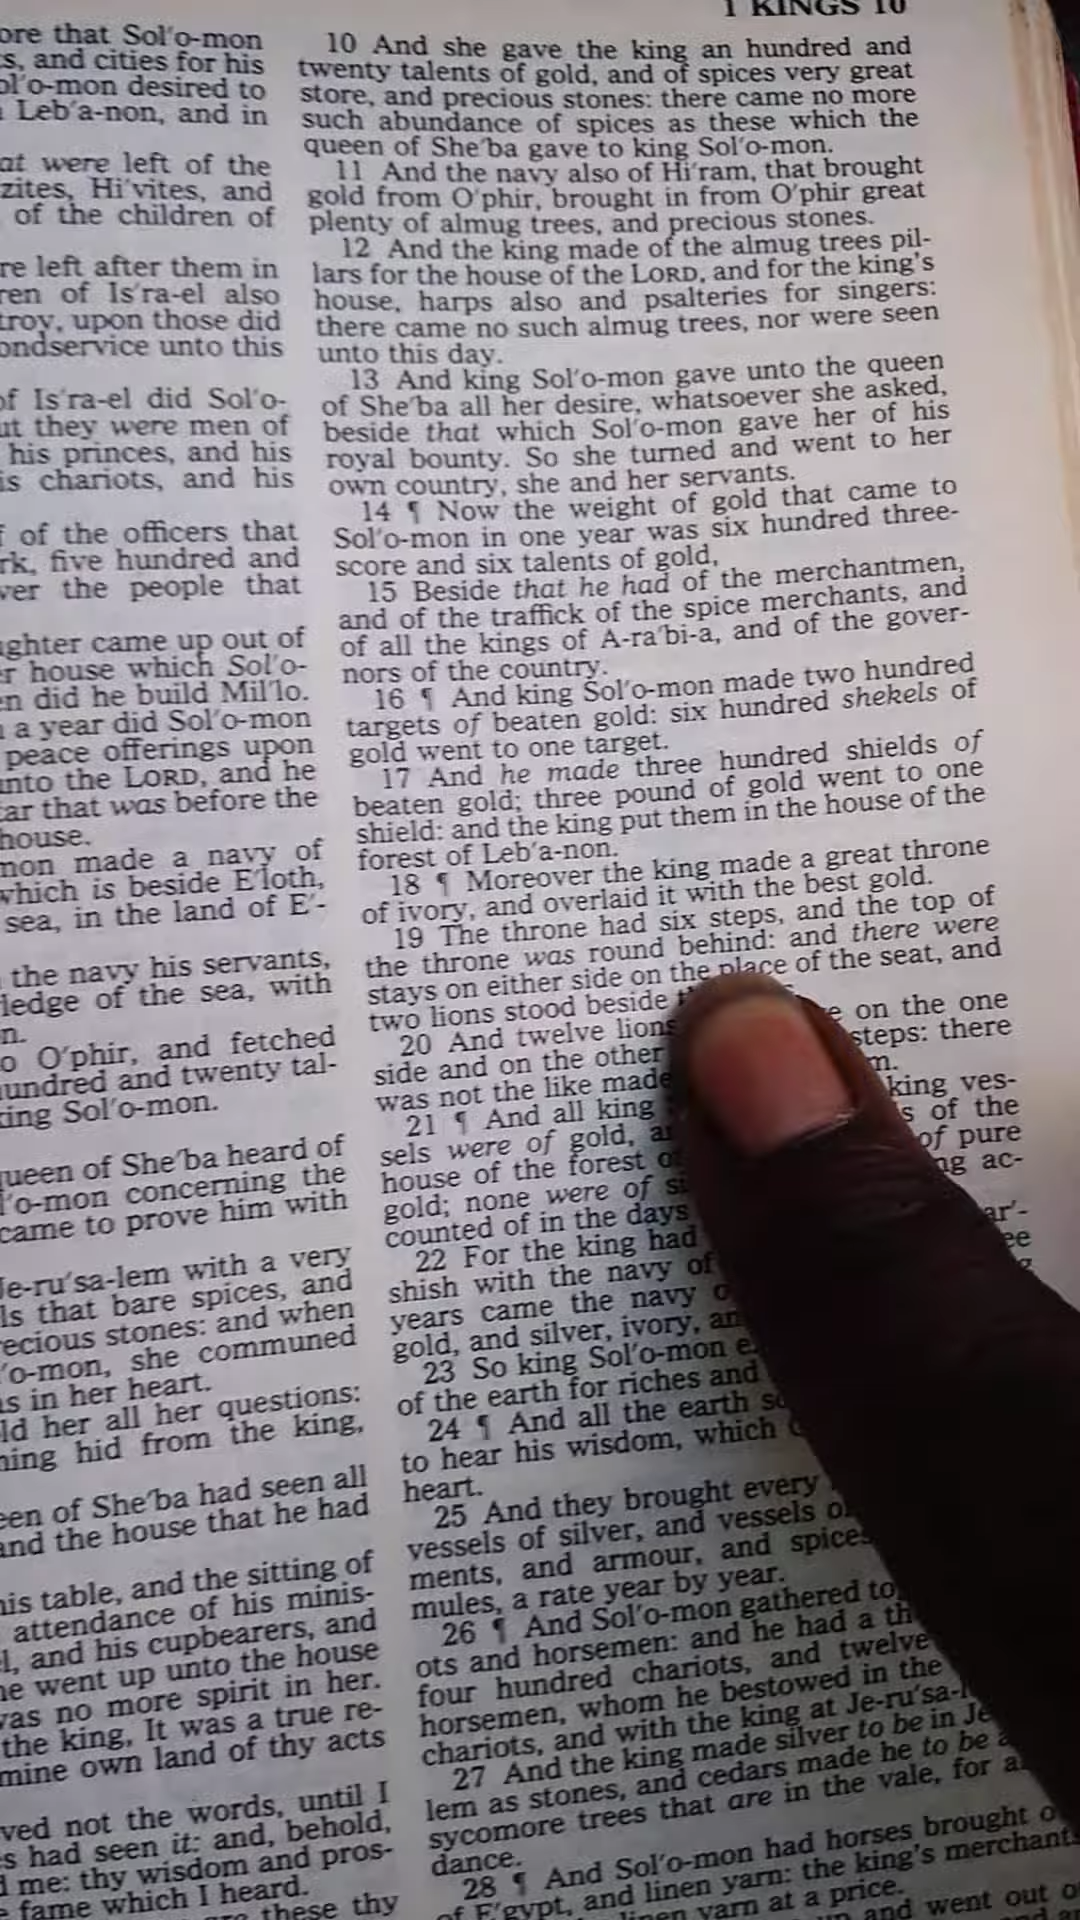 1 KINGS 10
ore that Sol'o-mon
s, and cities for his
ol'o-mon desired to
Leb'a-non, and in
at were left of the
zites, Hi'vites, and
of the children of
re left after them in
ren of Is'ra-el also
troy, upon those did
ondservice unto this
of Is'ra-el did Sol'o-
ut they were men of
his princes, and his
is chariots, and his
f of the officers that
rk, five hundred and
ver the people that
ughter came up out of
r house which Sol'o-
en did he build Mil'lo.
a year did Sol'o-mon
peace offerings upon
unto the LORD, and he
tar that was before the
house.
mon made a navy of
which is beside E'loth,
sea, in the land of E'-
the navy his servants,
ledge of the sea, with
n.
o O'phir, and fetched
hundred and twenty tal-
king Sol'o-mon.
queen of She'ba heard of
l'o-mon concerning the
came to prove him with
Je-ru'sa-lem with a very
ls that bare spices, and
recious stones: and when
'o-mon, she communed
as in her heart.
ld her all her questions:
hing hid from the king,
een of She'ba had seen all
and the house that he had
his table, and the sitting of
attendance of his minis-
l, and his cupbearers, and
he went up unto the house
was no more spirit in her.
the king, It was a true re-
mine own land of thy acts
ved not the words, until I
s had seen it: and, behold,
d me: thy wisdom and pros-
fame which I heard.
these thy
10 And she gave the king an hundred and
twenty talents of gold, and of spices very great
store, and precious stones: there came no more
such abundance of spices as these which the
queen of She'ba gave to king Sol'o-mon.
11 And the navy also of Hi'ram, that brought
gold from O'phir, brought in from O'phir great
plenty of almug trees, and precious stones.
12 And the king made of the almug trees pil-
lars for the house of the LORD, and for the king's
house, harps also and psalteries for singers:
there came no such almug trees, nor were seen
unto this day.
13 And king Sol'o-mon gave unto the queen
of She'ba all her desire, whatsoever she asked,
beside that which Sol'o-mon gave her of his
royal bounty. So she turned and went to her
own country, she and her servants.
14 ¶ Now the weight of gold that came to
Sol'o-mon in one year was six hundred three-
score and six talents of gold,
15 Beside that he had of the merchantmen,
and of the traffick of the spice merchants, and
of all the kings of A-ra'bi-a, and of the gover-
nors of the country.
16 ¶ And king Sol'o-mon made two hundred
targets of beaten gold: six hundred shekels of
gold went to one target.
17 And he made three hundred shields of
beaten gold; three pound of gold went to one
shield: and the king put them in the house of the
forest of Leb'a-non.
18 ¶ Moreover the king made a great throne
of ivory, and overlaid it with the best gold.
19 The throne had six steps, and the top of
the throne was round behind: and there were
stays on either side on the place of the seat, and
two lions stood beside
20 And twelve lions on the one
side and on the other steps: there
was not the like made
21 ¶ And all king king ves-
sels were of gold, of the
house of the forest of pure
gold; none were of ac-
counted of in the days
22 For the king had ar'-
shish with the navy of
years came the navy
gold, and silver, ivory,
23 So king Sol'o-mon
of the earth for riches and
24 ¶ And all the earth
to hear his wisdom, which
heart.
25 And they brought every
vessels of silver, and vessels
ments, and armour, and spices
mules, a rate year by year.
26 ¶ And Sol'o-mon gathered
ots and horsemen: and he had a
four hundred chariots, and twelve
horsemen, whom he bestowed in the
chariots, and with the king at Je-ru'sa-
27 And the king made silver to be in Je
lem as stones, and cedars made he to be
sycomore trees that are in the vale, for
dance.
28 ¶ And Sol'o-mon had horses brought
of E'gypt, and linen yarn: the king's merchants
linen yarn at a price.
and went out